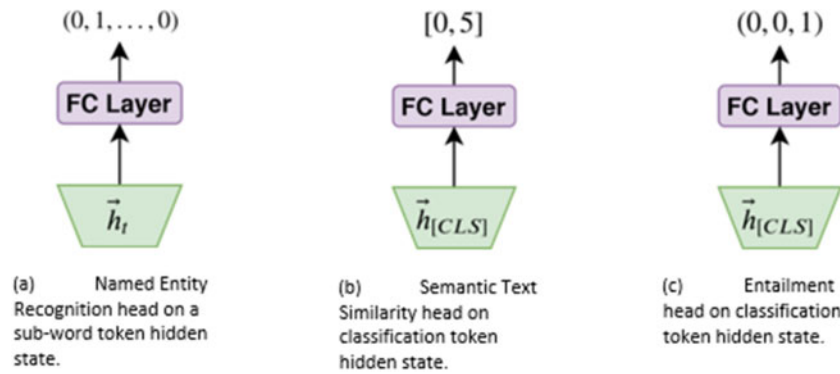 (0, 1, . . . , 0)
FC Layer
h⃗t
(a) Named Entity
Recognition head on a
sub-word token hidden
state.
[0, 5]
FC Layer
h⃗[CLS]
(b) Semantic Text
Similarity head on
classification token
hidden state.
(0, 0, 1)
FC Layer
h⃗[CLS]
(c) Entailment
head on classification
token hidden state.